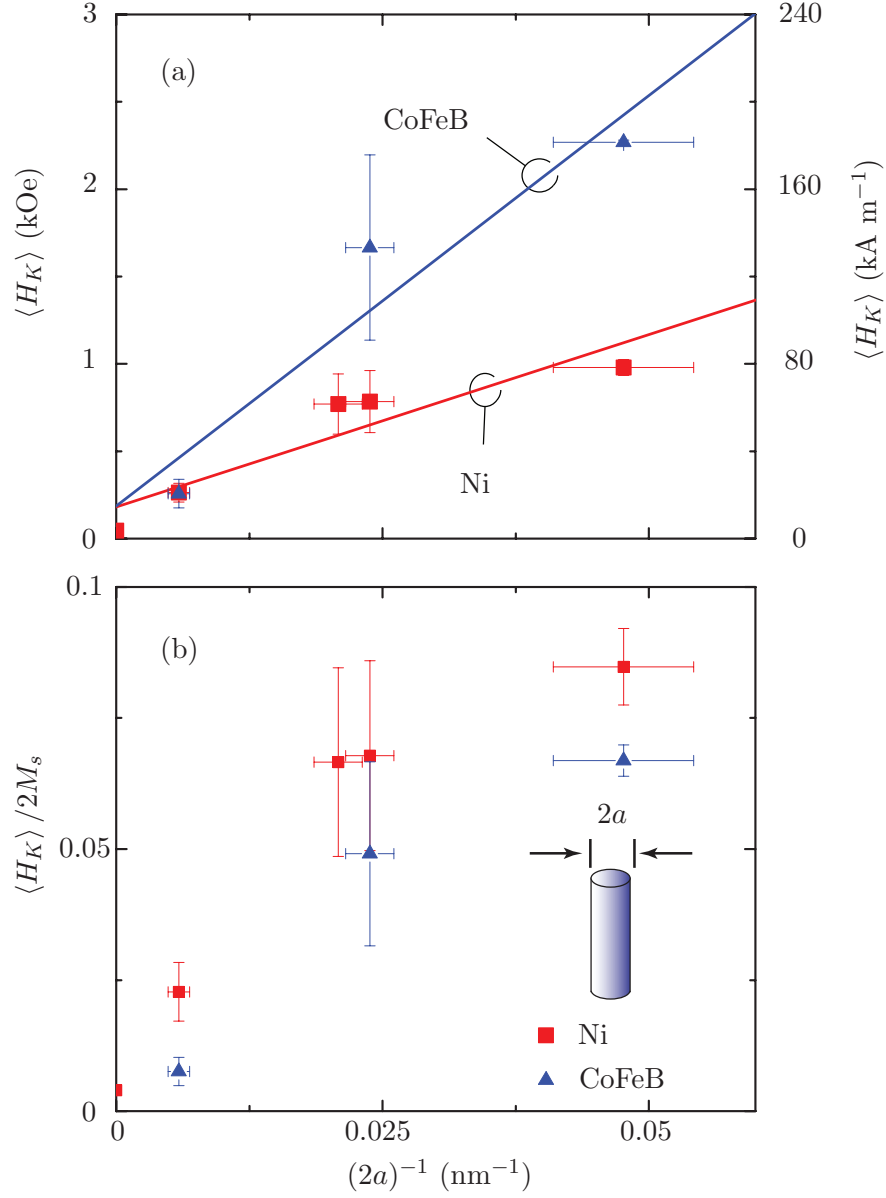 (a)
CoFeB
Ni
3
2
1
0
⟨H_K⟩ (kOe)
240
160
80
0
⟨H_K⟩ (kA m⁻¹)
(b)
0.1
0.05
0
⟨H_K⟩ /2M_s
2a
Ni
CoFeB
0
0.025
0.05
(2a)⁻¹ (nm⁻¹)